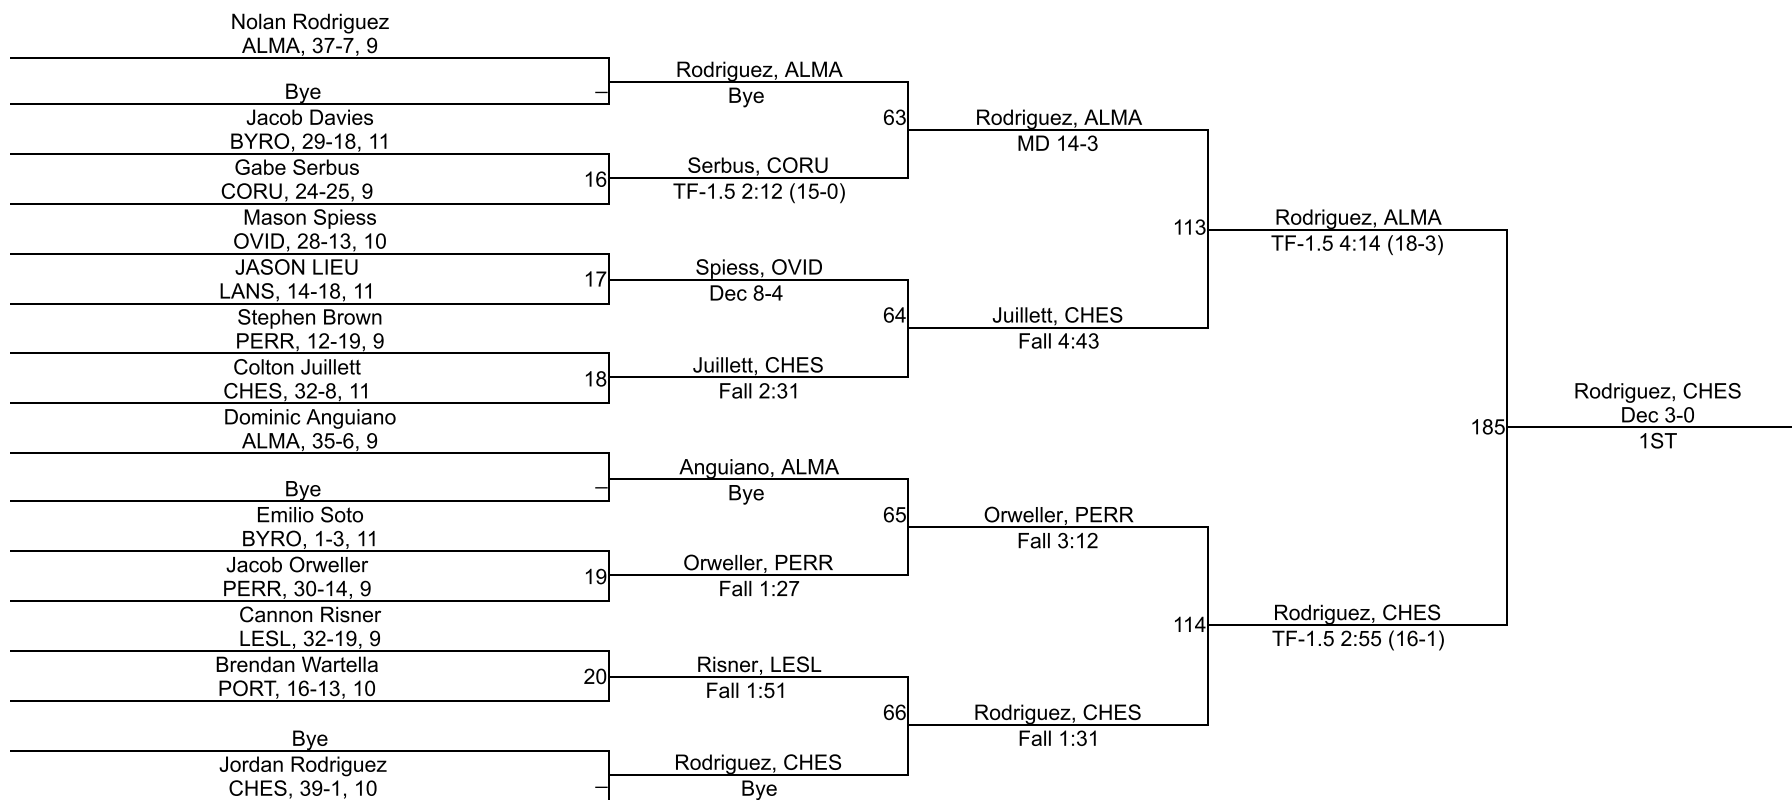 Nolan Rodriguez
ALMA, 37-7, 9
Bye
Jacob Davies
BYRO, 29-18, 11
Gabe Serbus
CORU, 24-25, 9
16
Mason Spiess
OVID, 28-13, 10
JASON LIEU
LANS, 14-18, 11
17
Stephen Brown
PERR, 12-19, 9
Colton Juillett
CHES, 32-8, 11
18
Dominic Anguiano
ALMA, 35-6, 9
Bye
Emilio Soto
BYRO, 1-3, 11
Jacob Orweller
PERR, 30-14, 9
19
Cannon Risner
LESL, 32-19, 9
Brendan Wartella
PORT, 16-13, 10
20
Bye
Jordan Rodriguez
CHES, 39-1, 10
Rodriguez, ALMA
Bye
63
Serbus, CORU
TF-1.5 2:12 (15-0)
Spiess, OVID
Dec 8-4
64
Juillett, CHES
Fall 2:31
Anguiano, ALMA
Bye
65
Orweller, PERR
Fall 1:27
Risner, LESL
Fall 1:51
66
Rodriguez, CHES
Bye
Rodriguez, ALMA
MD 14-3
113
Juillett, CHES
Fall 4:43
Orweller, PERR
Fall 3:12
114
Rodriguez, CHES
Fall 1:31
Rodriguez, ALMA
TF-1.5 4:14 (18-3)
185
Rodriguez, CHES
TF-1.5 2:55 (16-1)
Rodriguez, CHES
Dec 3-0
1ST